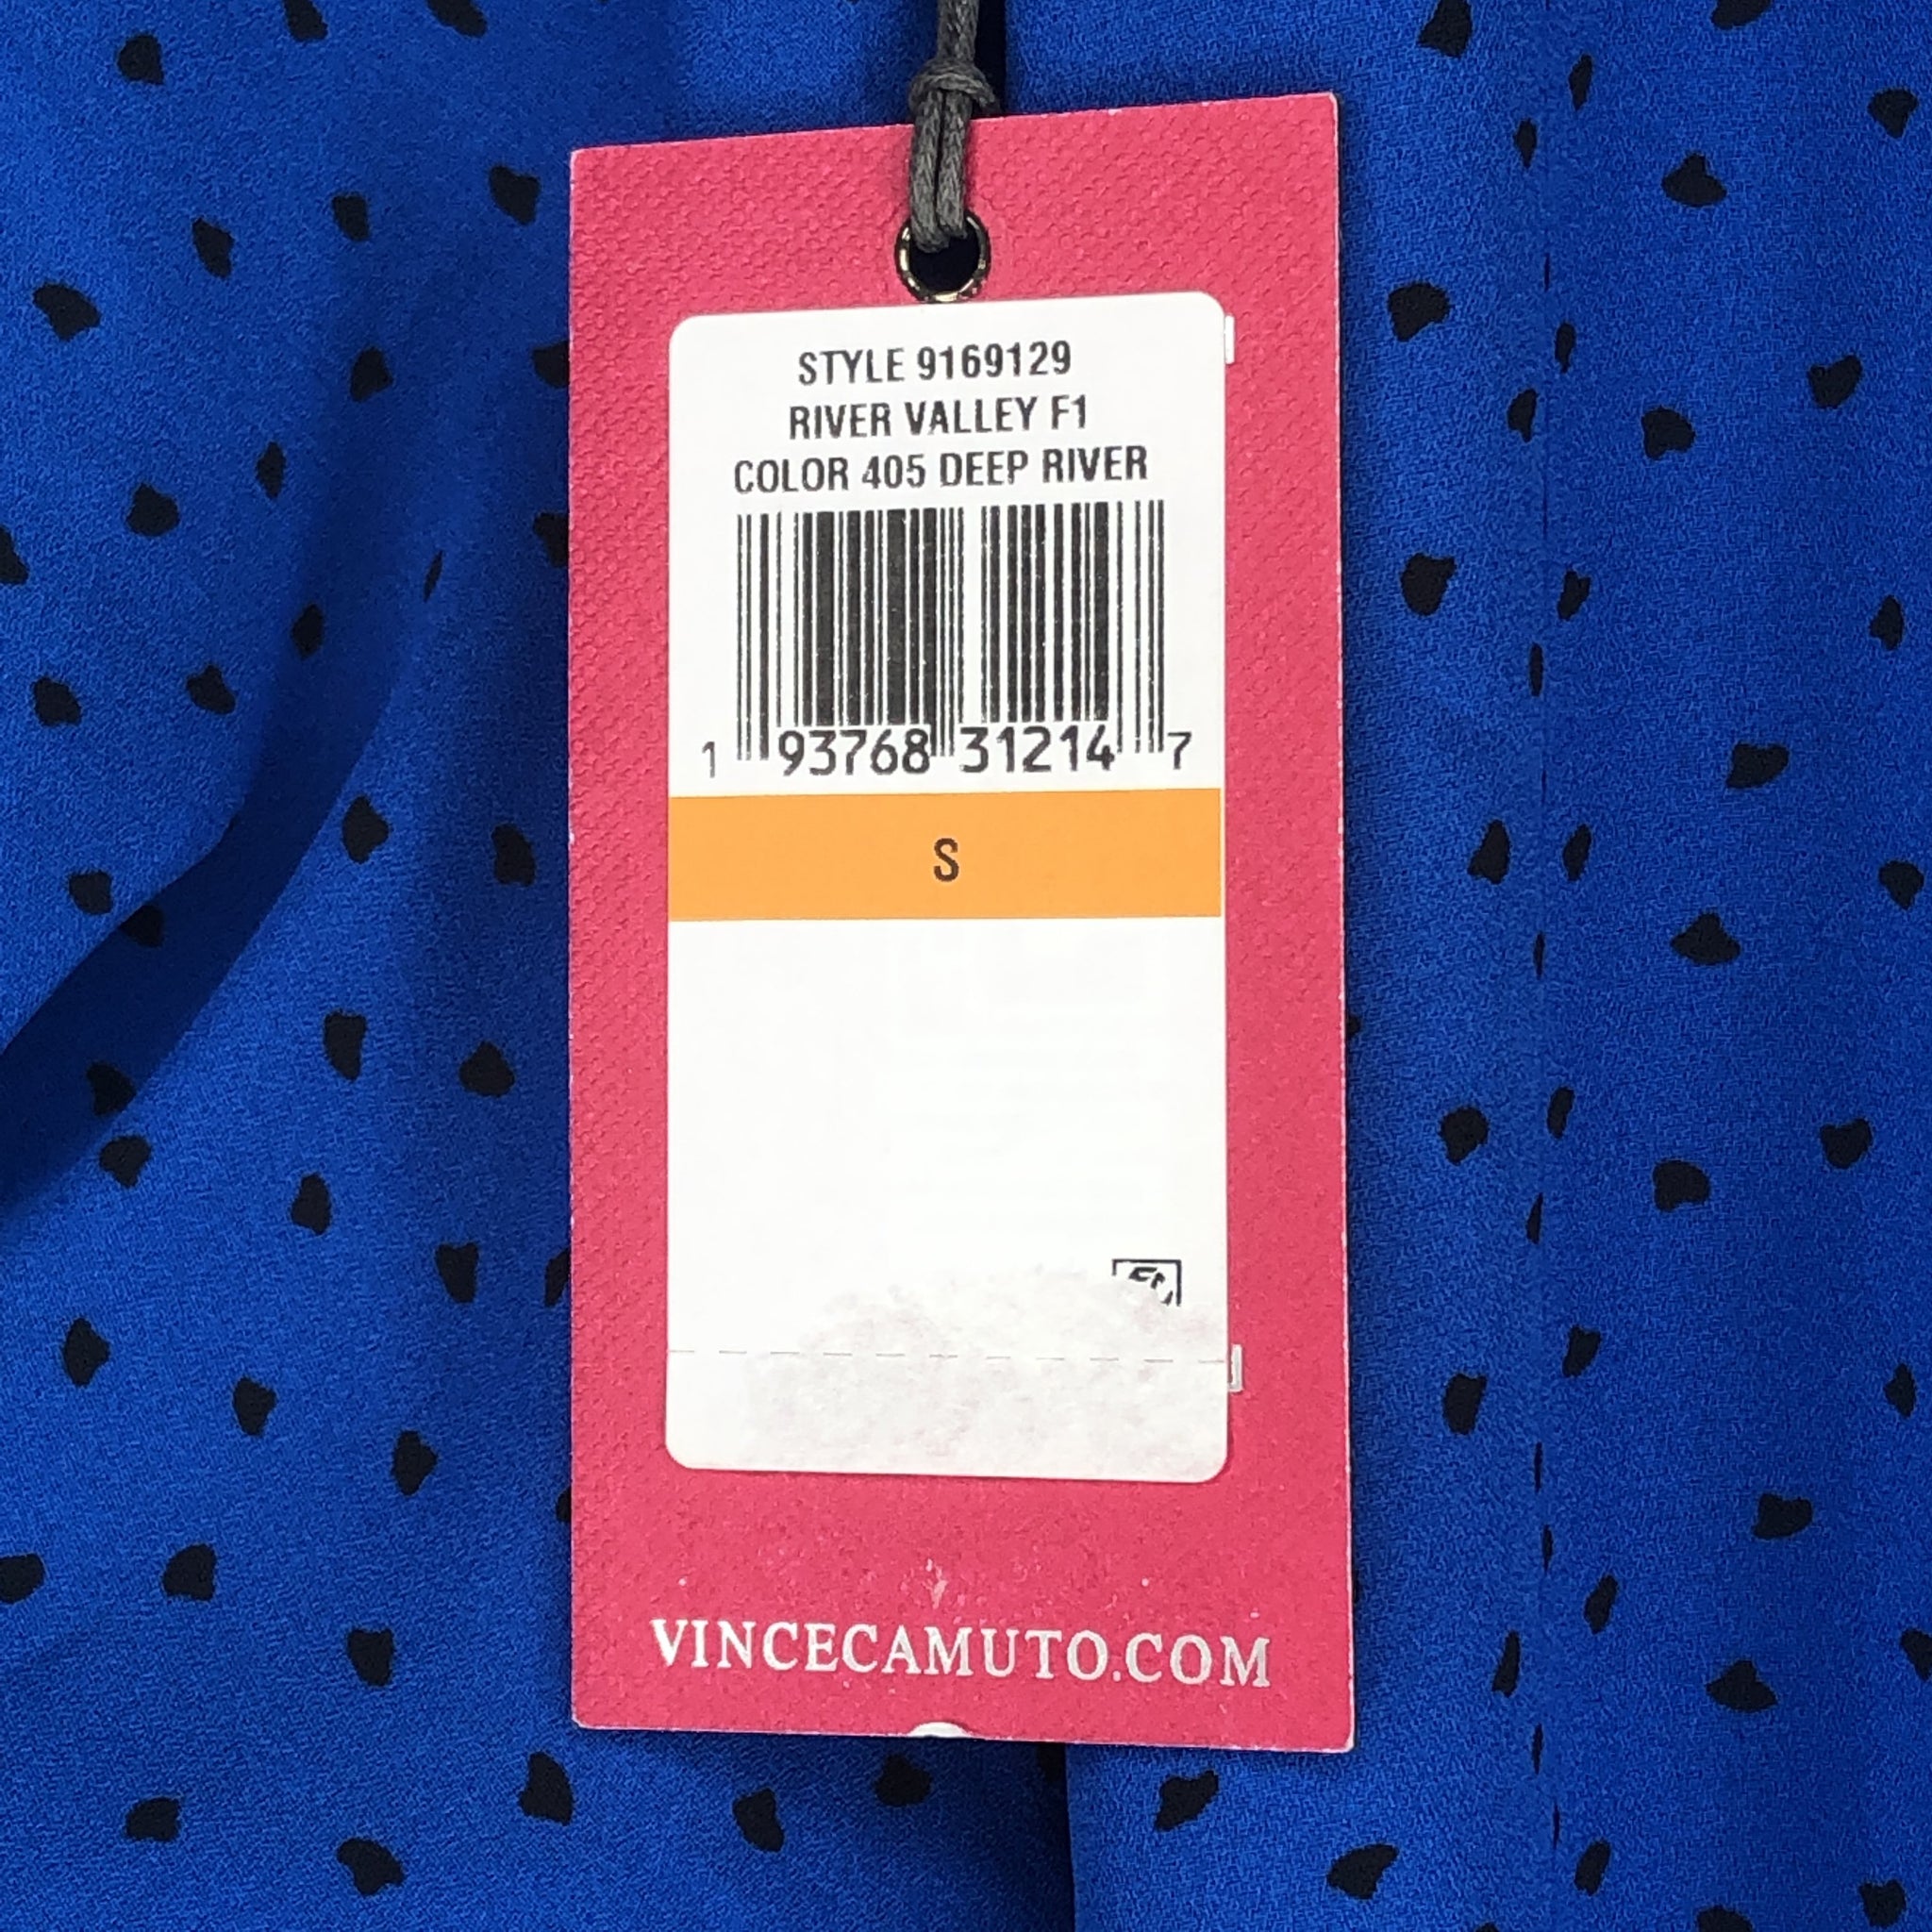 STYLE 9169129
RIVER VALLEY F1
COLOR 405 DEEP RIVER
1 93768 31214 7
S
VINCECAMUTO.COM